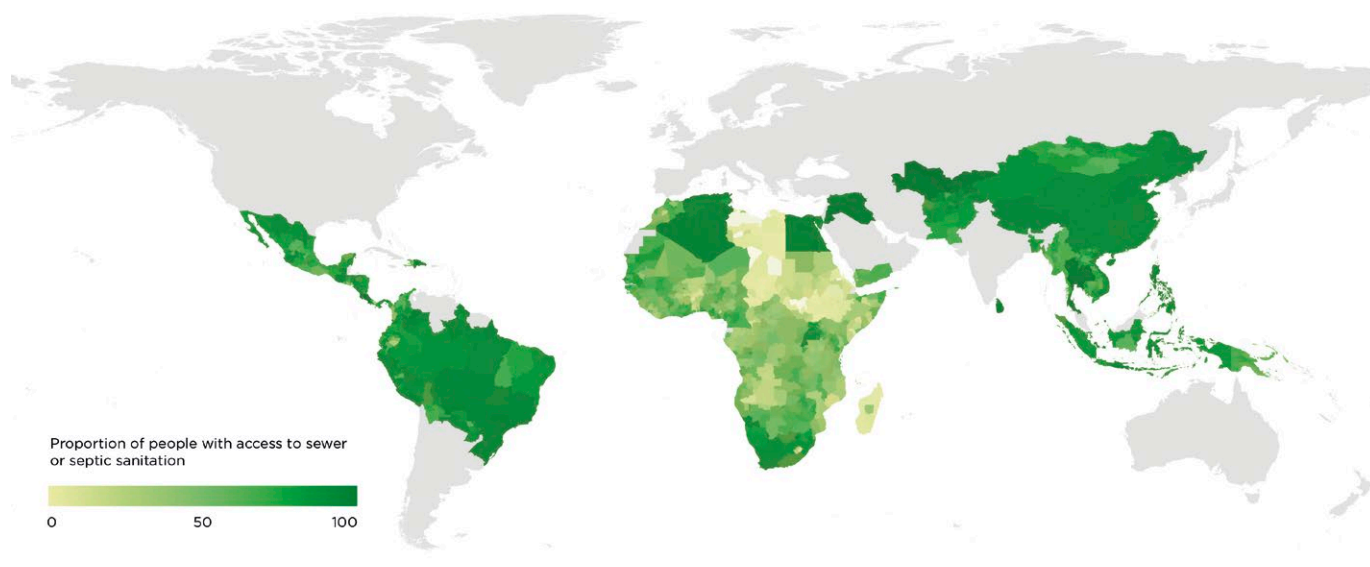 Proportion of people with access to sewer
or septic sanitation
0 50 100